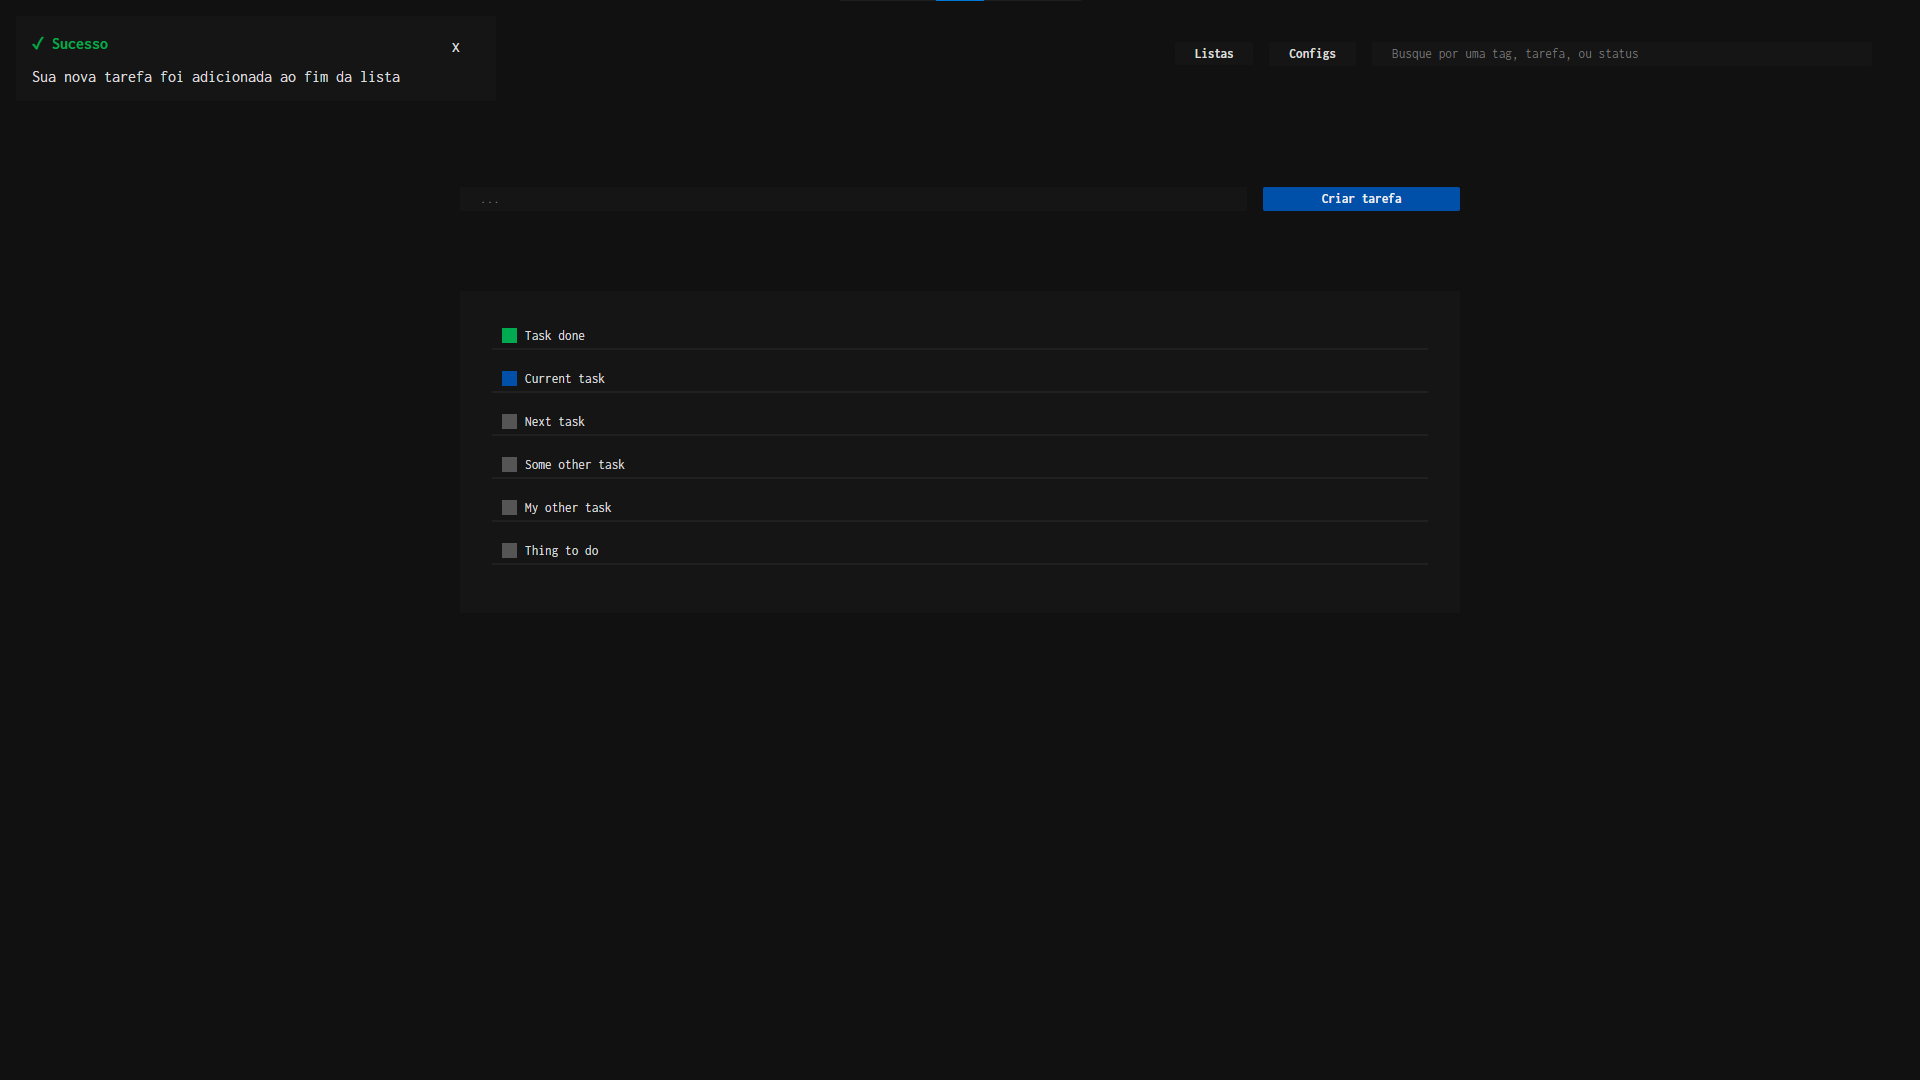 ✓ Sucesso
X
Sua nova tarefa foi adicionada ao fim da lista
Listas
Configs
Busque por uma tag, tarefa, ou status
...
Criar tarefa
Task done
Current task
Next task
Some other task
My other task
Thing to do